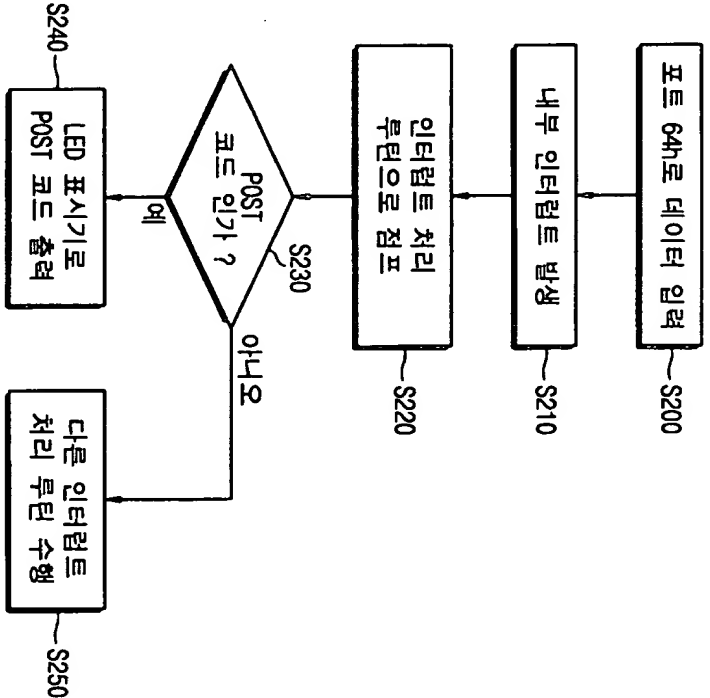 포트 64h로 데이터 입력
S200
내부 인터럽트 발생
S210
인터럽트 처리
루틴으로 점프
S220
POST
코드 인가 ?
S230
예
아니오
LED 표시기로
POST 코드 출력
S240
다른 인터럽트
처리 루틴 수행
S250